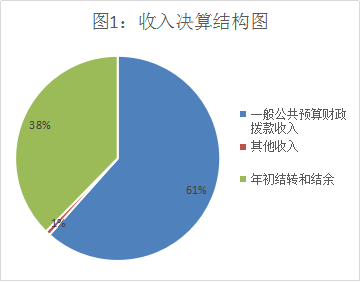 图1：收入决算结构图
38%
61%
1%
一般公共预算财政
拨款收入
其他收入
年初结转和结余